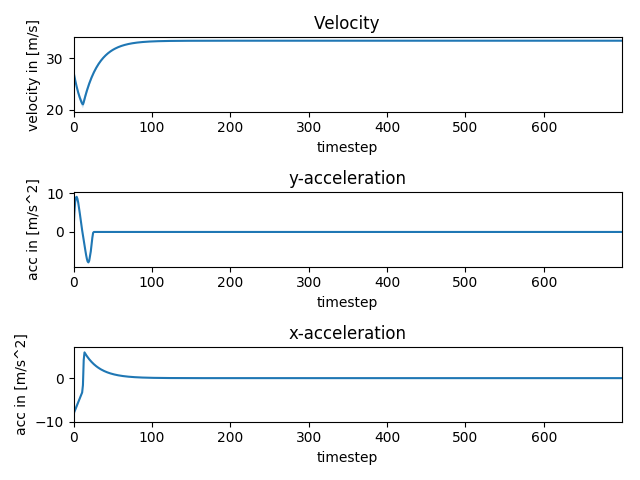 Velocity
velocity in [m/s]
30
20
0 100 200 300 400 500 600
timestep
y-acceleration
acc in [m/s^2]
10
0
0 100 200 300 400 500 600
timestep
x-acceleration
acc in [m/s^2]
0
−10
0 100 200 300 400 500 600
timestep